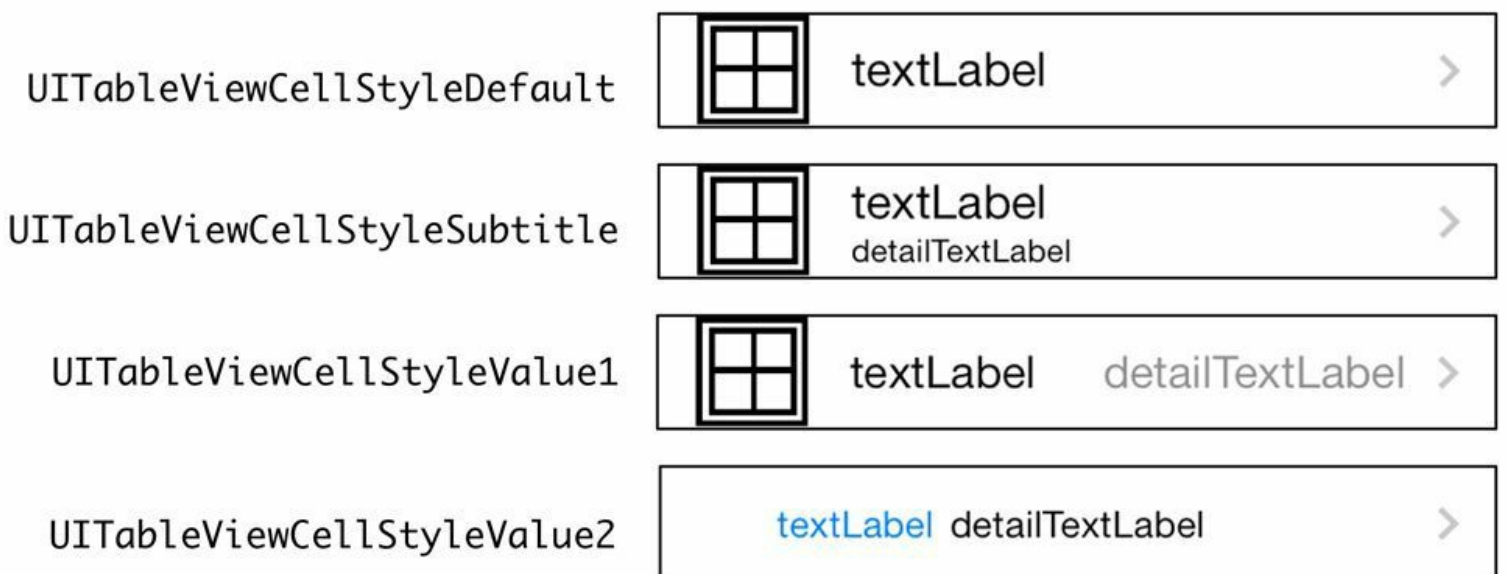 UITableViewCellStyleDefault textLabel
UITableViewCellStyleSubtitle textLabel
detailTextLabel
UITableViewCellStyleValue1 textLabel detailTextLabel
UITableViewCellStyleValue2 textLabel detailTextLabel